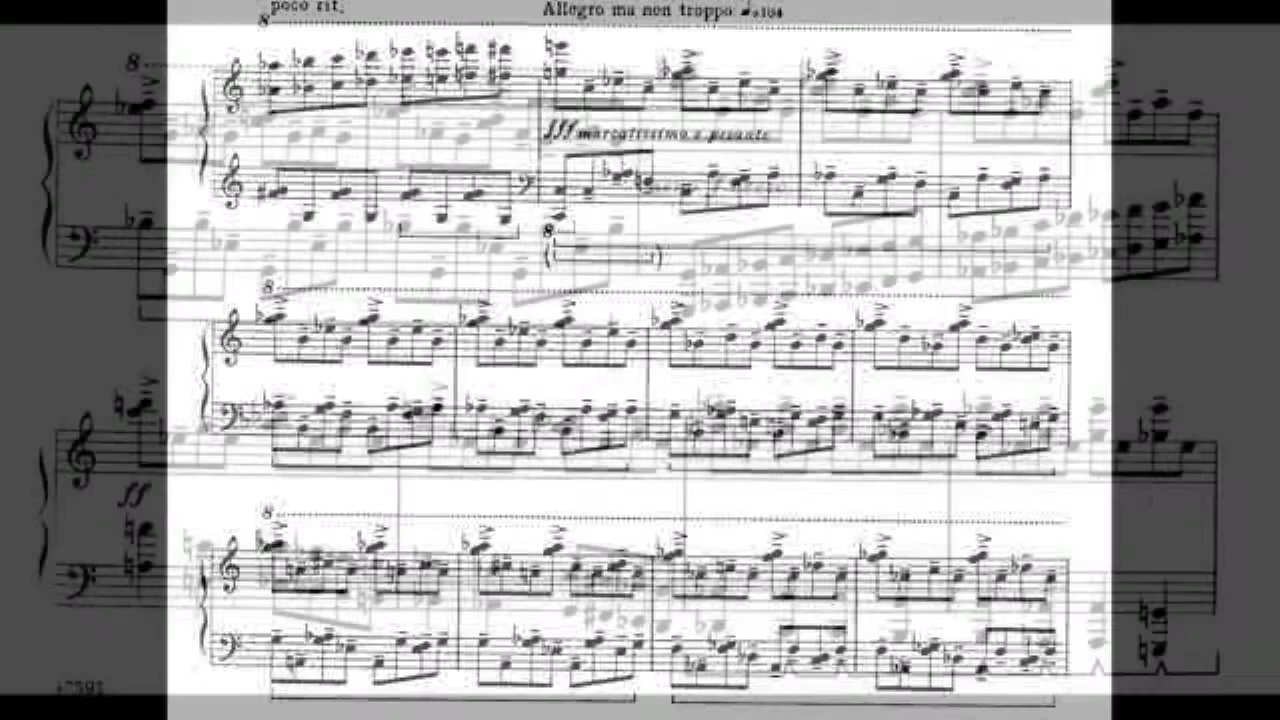 poco rit.
Allegro ma non troppo ♩.=104
8
8
fff marcatissimo e pesante
8
8
ff
8